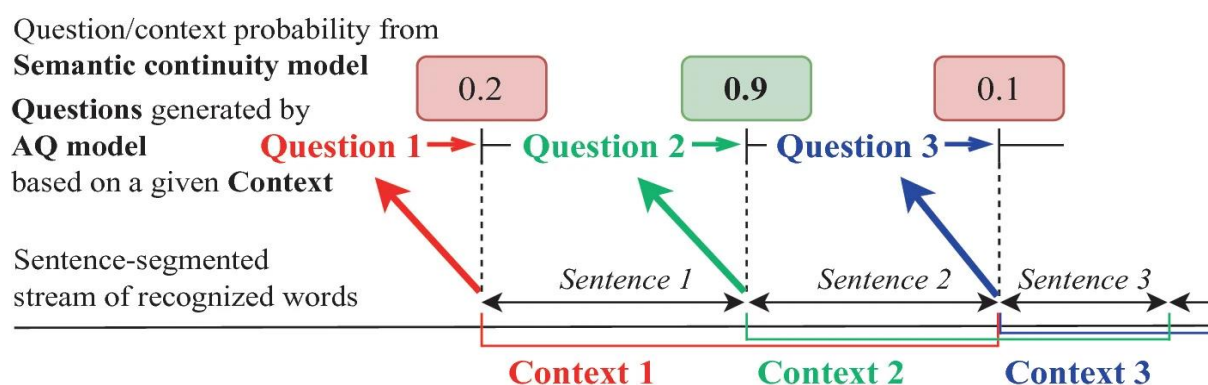 Question/context probability from
Semantic continuity model
0.2
0.9
0.1
Questions generated by
AQ model
based on a given Context
Question 1
Question 2
Question 3
Sentence-segmented
stream of recognized words
Sentence 1
Sentence 2
Sentence 3
Context 1
Context 2
Context 3